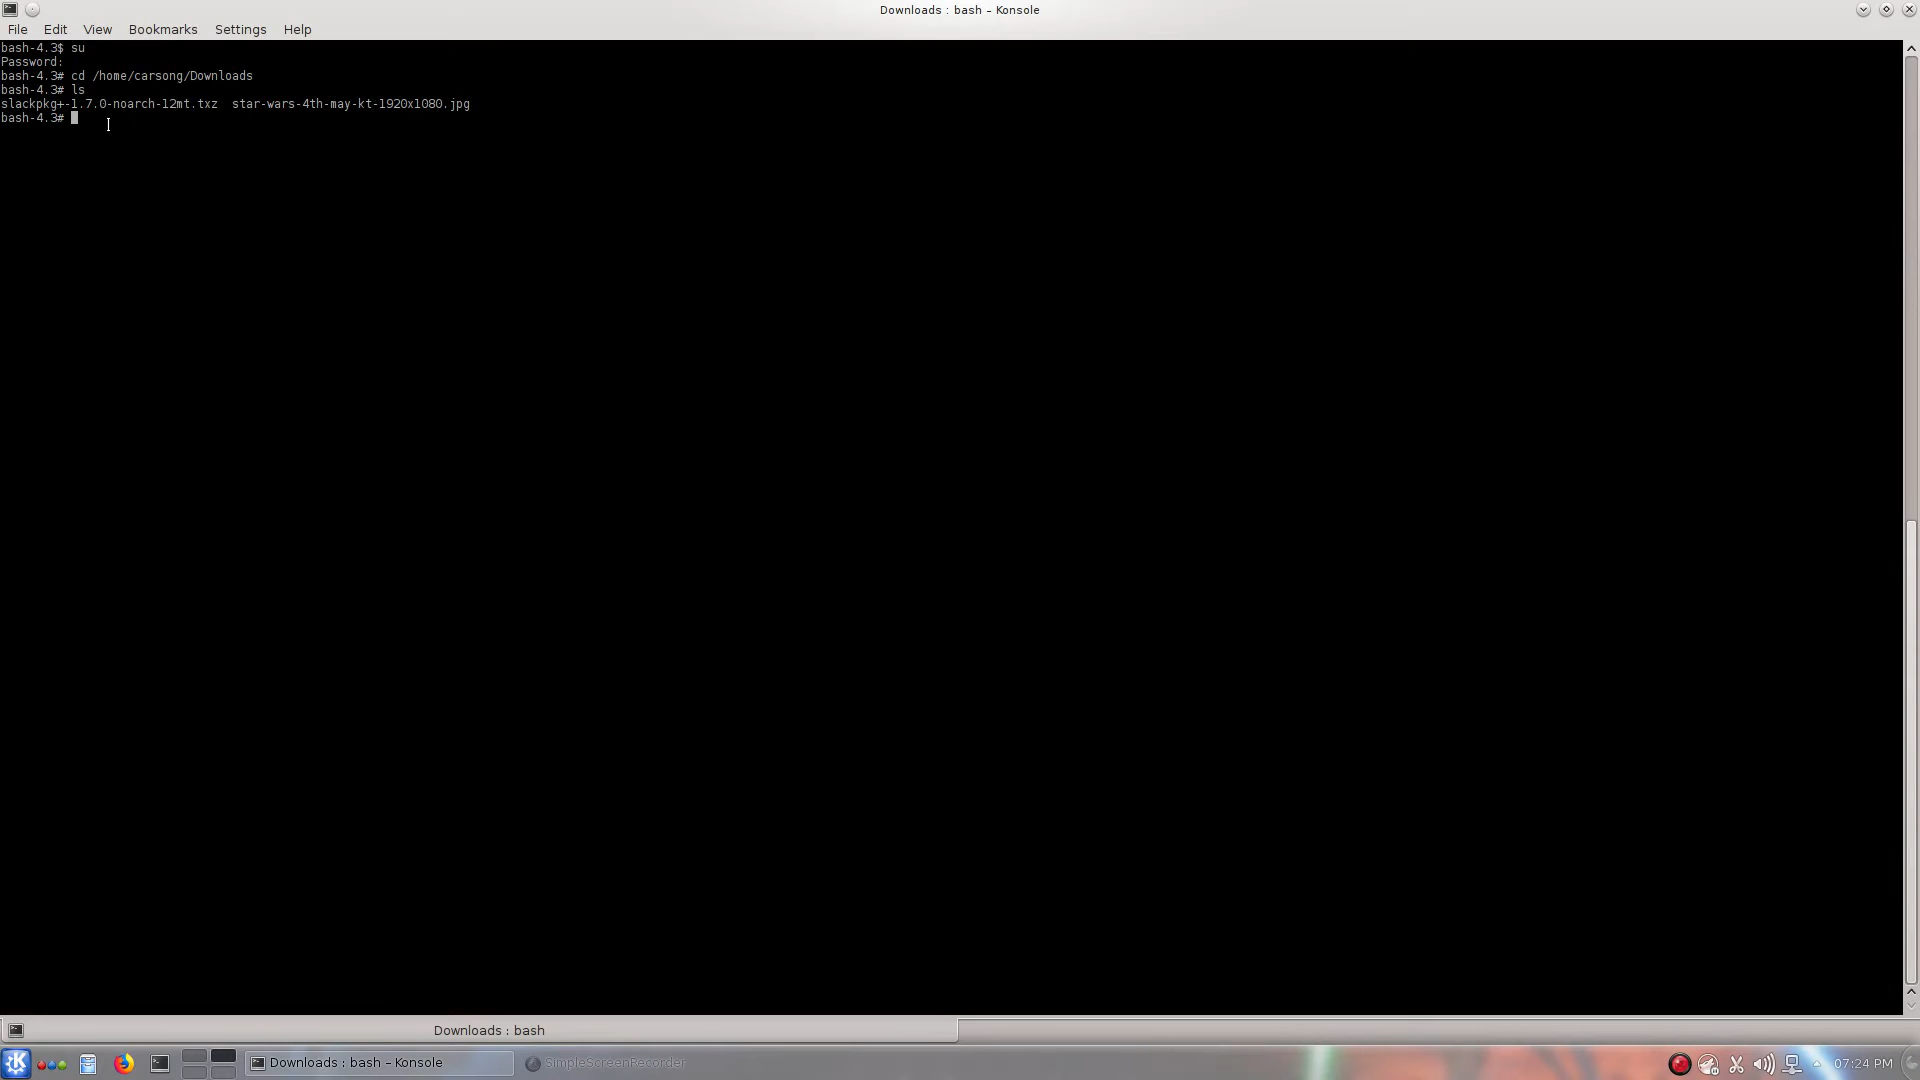 Downloads : bash – Konsole
File Edit View Bookmarks Settings Help
bash-4.3$ su
Password:
bash-4.3# cd /home/carsong/Downloads
bash-4.3# ls
slackpkg+-1.7.0-noarch-12mt.txz  star-wars-4th-may-kt-1920x1080.jpg
bash-4.3#
Downloads : bash
Downloads : bash – Konsole
SimpleScreenRecorder
07:24 PM